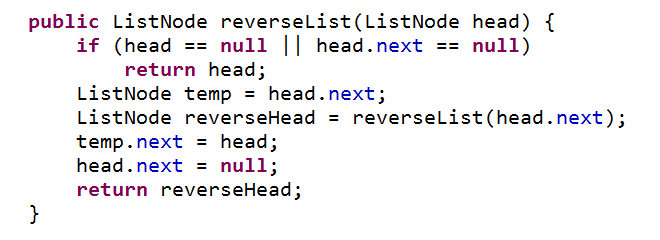 public ListNode reverseList(ListNode head) {
    if (head == null || head.next == null)
        return head;
    ListNode temp = head.next;
    ListNode reverseHead = reverseList(head.next);
    temp.next = head;
    head.next = null;
    return reverseHead;
}